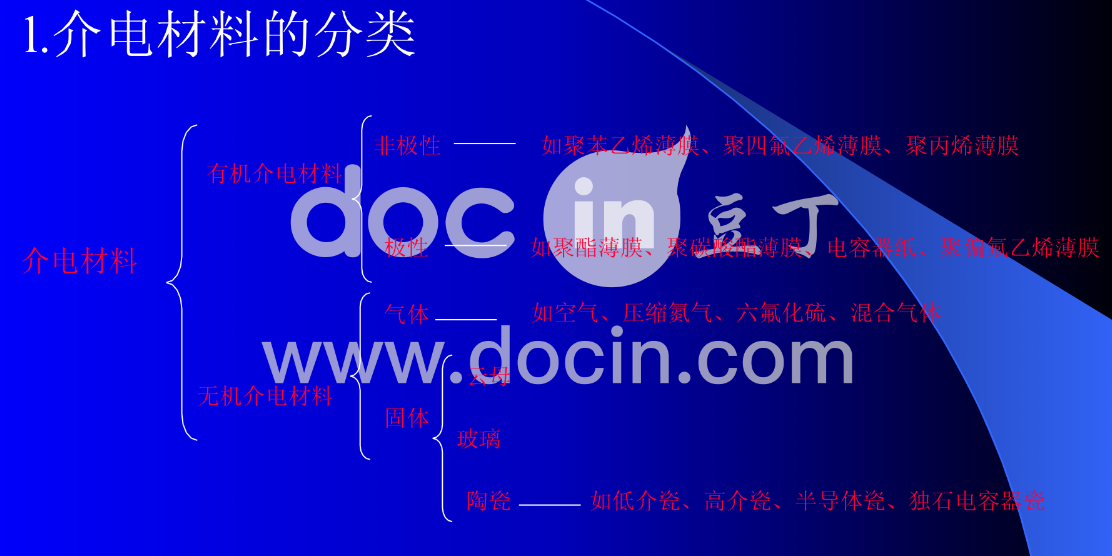 1.介电材料的分类
非极性 如聚苯乙烯薄膜、聚四氟乙烯薄膜、聚丙烯薄膜
有机介电材料
doc in 豆丁
极性 如聚酯薄膜、聚碳酸酯薄膜、电容器纸、聚偏氟乙烯薄膜
介电材料
气体 如空气、压缩氮气、六氟化硫、混合气体
www.docin.com
云母
无机介电材料
固体
玻璃
陶瓷 如低介瓷、高介瓷、半导体瓷、独石电容器瓷